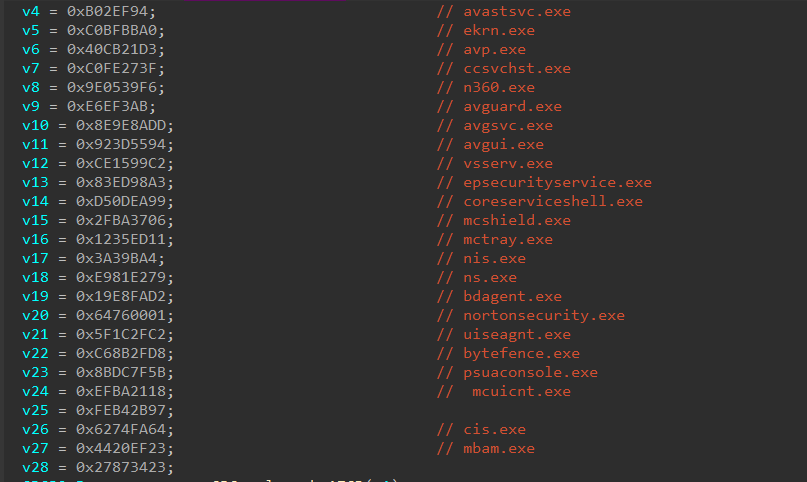 v4 = 0xB02EF94; // avastsvc.exe
v5 = 0xC0BFBBA0; // ekrn.exe
v6 = 0x40CB21D3; // avp.exe
v7 = 0xC0FE273F; // ccsvchst.exe
v8 = 0x9E0539F6; // n360.exe
v9 = 0xE6EF3AB; // avguard.exe
v10 = 0x8E9E8ADD; // avgsvc.exe
v11 = 0x923D5594; // avgui.exe
v12 = 0xCE1599C2; // vsserv.exe
v13 = 0x83ED98A3; // epsecurityservice.exe
v14 = 0xD50DEA99; // coreserviceshell.exe
v15 = 0x2FBA3706; // mcshield.exe
v16 = 0x1235ED11; // mctray.exe
v17 = 0x3A39BA4; // nis.exe
v18 = 0xE981E279; // ns.exe
v19 = 0x19E8FAD2; // bdagent.exe
v20 = 0x64760001; // nortonsecurity.exe
v21 = 0x5F1C2FC2; // uiseagnt.exe
v22 = 0xC68B2FD8; // bytefence.exe
v23 = 0x8BDC7F5B; // psuaconsole.exe
v24 = 0xEFBA2118; // mcuicnt.exe
v25 = 0xFEB42B97;
v26 = 0x6274FA64; // cis.exe
v27 = 0x4420EF23; // mbam.exe
v28 = 0x27873423;